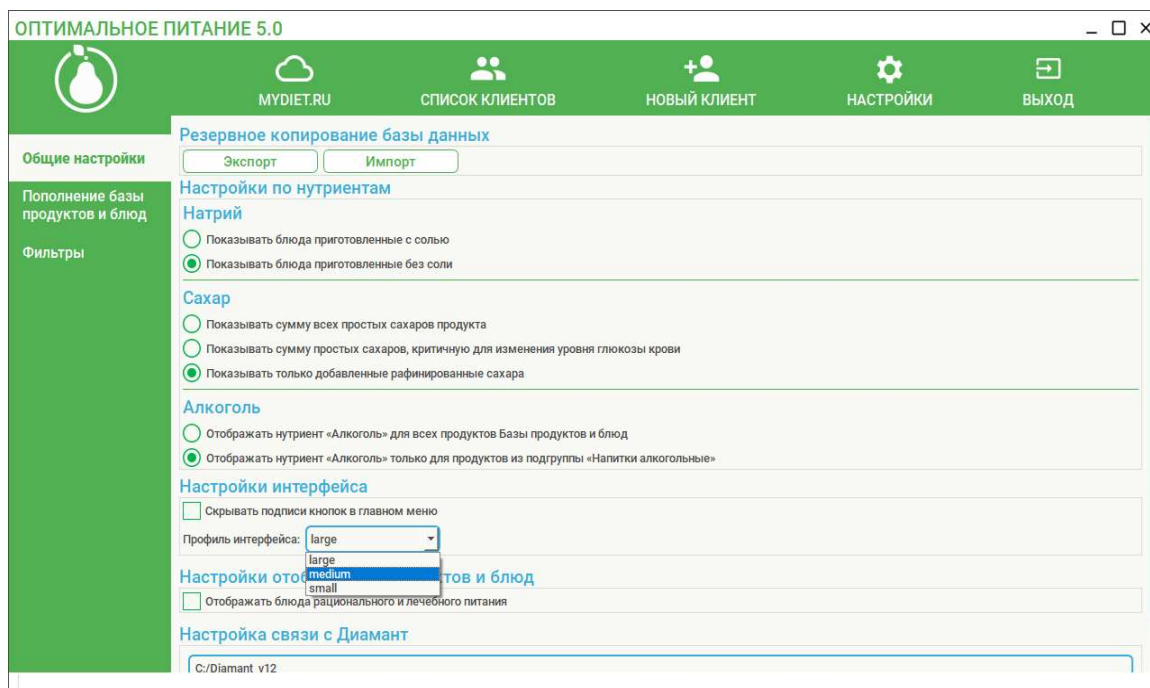 ОПТИМАЛЬНОЕ ПИТАНИЕ 5.0
MYDIET.RU
СПИСОК КЛИЕНТОВ
НОВЫЙ КЛИЕНТ
НАСТРОЙКИ
ВЫХОД
Общие настройки
Пополнение базы
продуктов и блюд
Фильтры
Резервное копирование базы данных
Экспорт
Импорт
Настройки по нутриентам
Натрий
Показывать блюда приготовленные с солью
Показывать блюда приготовленные без соли
Сахар
Показывать сумму всех простых сахаров продукта
Показывать сумму простых сахаров, критичную для изменения уровня глюкозы крови
Показывать только добавленные рафинированные сахара
Алкоголь
Отображать нутриент «Алкоголь» для всех продуктов Базы продуктов и блюд
Отображать нутриент «Алкоголь» только для продуктов из подгруппы «Напитки алкогольные»
Настройки интерфейса
Скрывать подписи кнопок в главном меню
Профиль интерфейса: large
large
medium
small
Настройки тов и блюд
Отображать блюда рационального и лечебного питания
Настройка связи с Диамант
C:/Diamant_v12